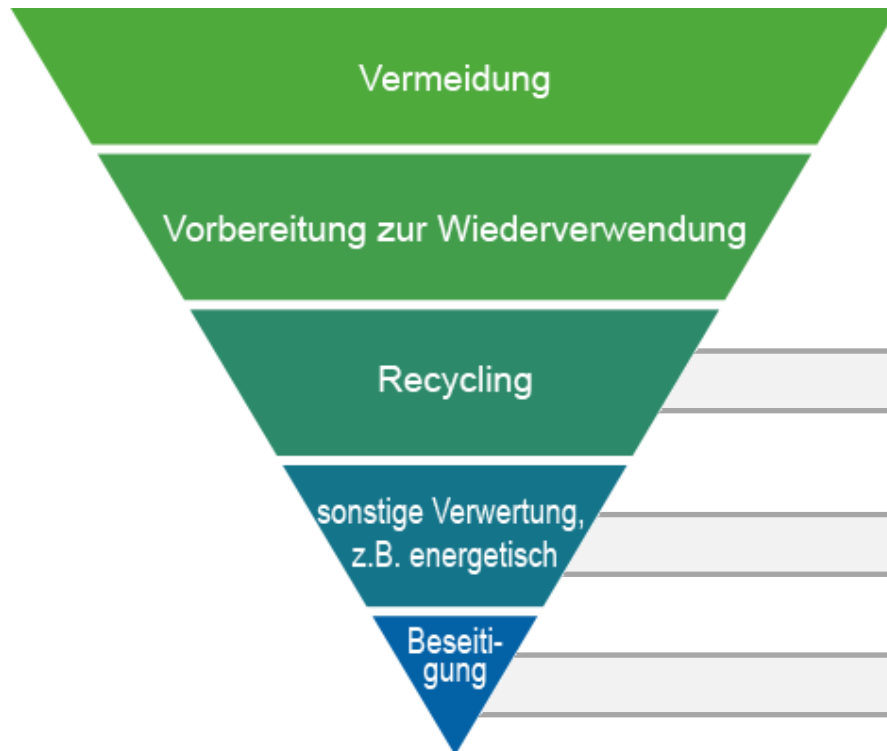 Vermeidung
Vorbereitung zur Wiederverwendung
Recycling
sonstige Verwertung,
z.B. energetisch
Beseiti-
gung